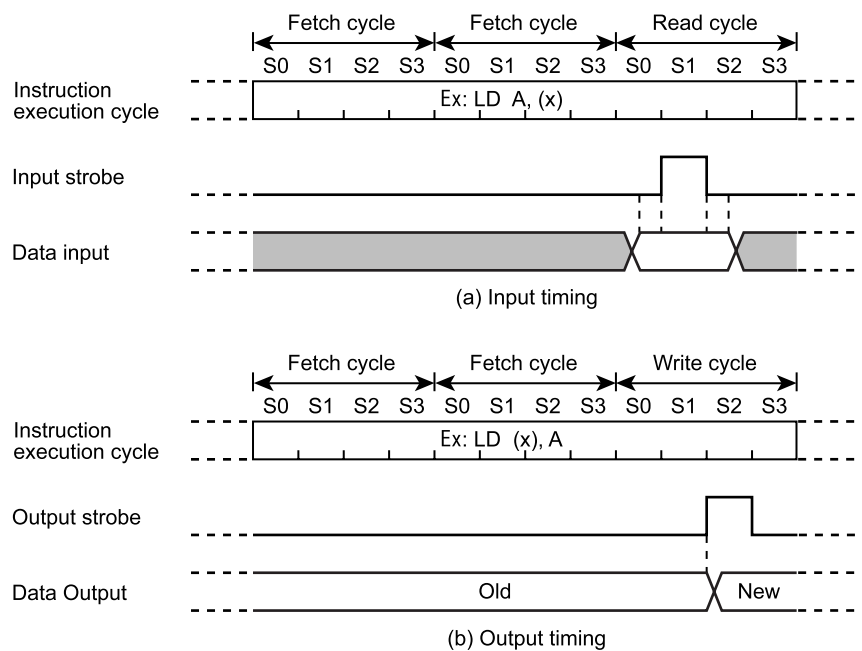 Fetch cycle Fetch cycle Read cycle
S0 S1 S2 S3 S0 S1 S2 S3 S0 S1 S2 S3
Instruction
execution cycle
Ex: LD A, (x)
Input strobe
Data input
(a) Input timing
Fetch cycle Fetch cycle Write cycle
S0 S1 S2 S3 S0 S1 S2 S3 S0 S1 S2 S3
Instruction
execution cycle
Ex: LD (x), A
Output strobe
Data Output Old New
(b) Output timing